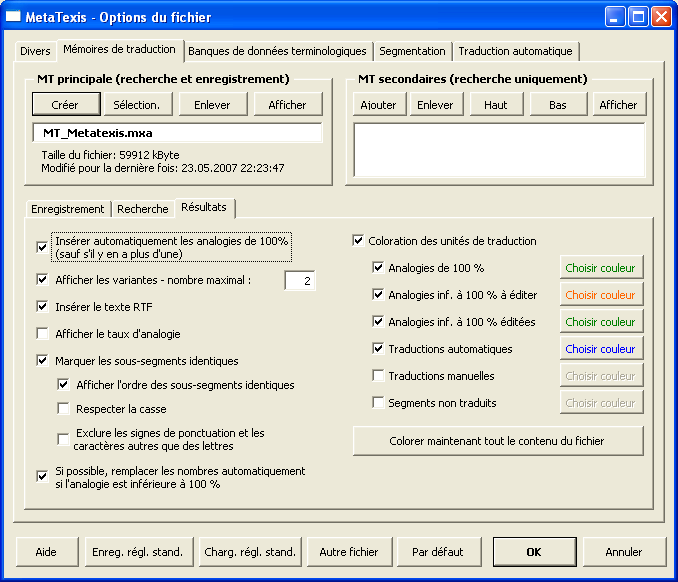 MetaTexis - Options du fichier
Divers
Mémoires de traduction
Banques de données terminologiques
Segmentation
Traduction automatique
MT principale (recherche et enregistrement)
Créer
Sélection.
Enlever
Afficher
MT_Metatexis.mxa
Taille du fichier: 59912 kByte
Modifié pour la dernière fois: 23.05.2007 22:23:47
MT secondaires (recherche uniquement)
Ajouter
Enlever
Haut
Bas
Afficher
Enregistrement
Recherche
Résultats
Insérer automatiquement les analogies de 100%
(sauf s'il y en a plus d'une)
Afficher les variantes - nombre maximal :
2
Insérer le texte RTF
Afficher le taux d'analogie
Marquer les sous-segments identiques
Afficher l'ordre des sous-segments identiques
Respecter la casse
Exclure les signes de ponctuation et les
caractères autres que des lettres
Si possible, remplacer les nombres automatiquement
si l'analogie est inférieure à 100 %
Coloration des unités de traduction
Analogies de 100 %
Choisir couleur
Analogies inf. à 100 % à éditer
Choisir couleur
Analogies inf. à 100 % éditées
Choisir couleur
Traductions automatiques
Choisir couleur
Traductions manuelles
Choisir couleur
Segments non traduits
Choisir couleur
Colorer maintenant tout le contenu du fichier
Aide
Enreg. régl. stand.
Charg. régl. stand.
Autre fichier
Par défaut
OK
Annuler